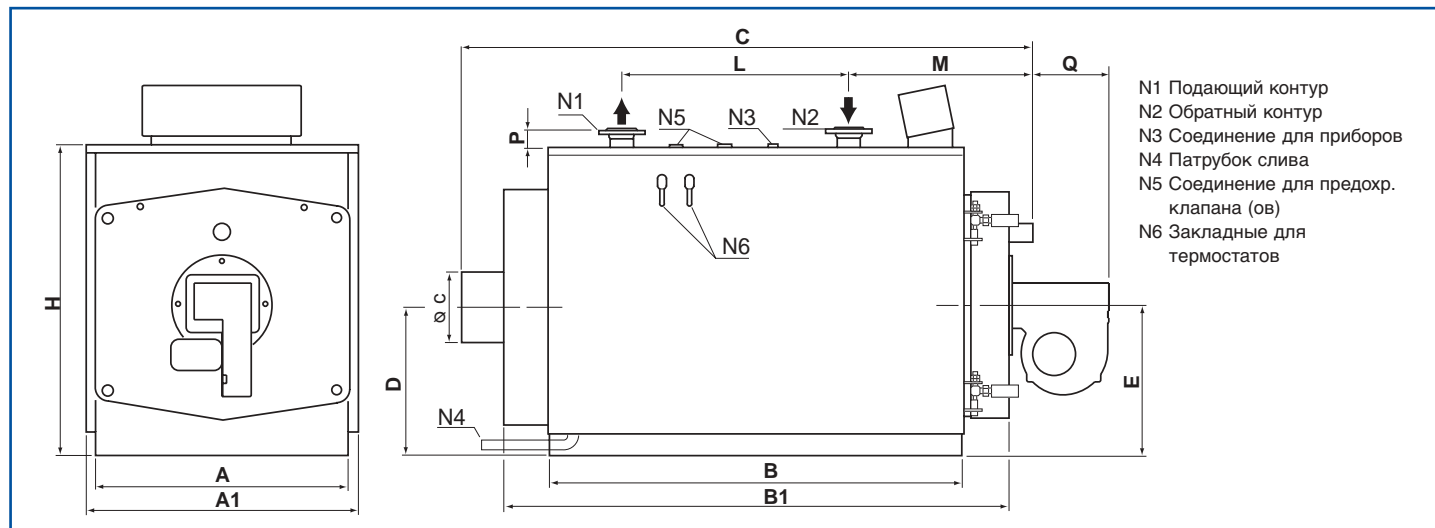 C
L
M
Q
N1
N5
N3
N2
P
N6
H
Ø C
D
E
N4
A
A1
B
B1
N1 Подающий контур
N2 Обратный контур
N3 Соединение для приборов
N4 Патрубок слива
N5 Соединение для предохр.
клапана (ов)
N6 Закладные для
термостатов